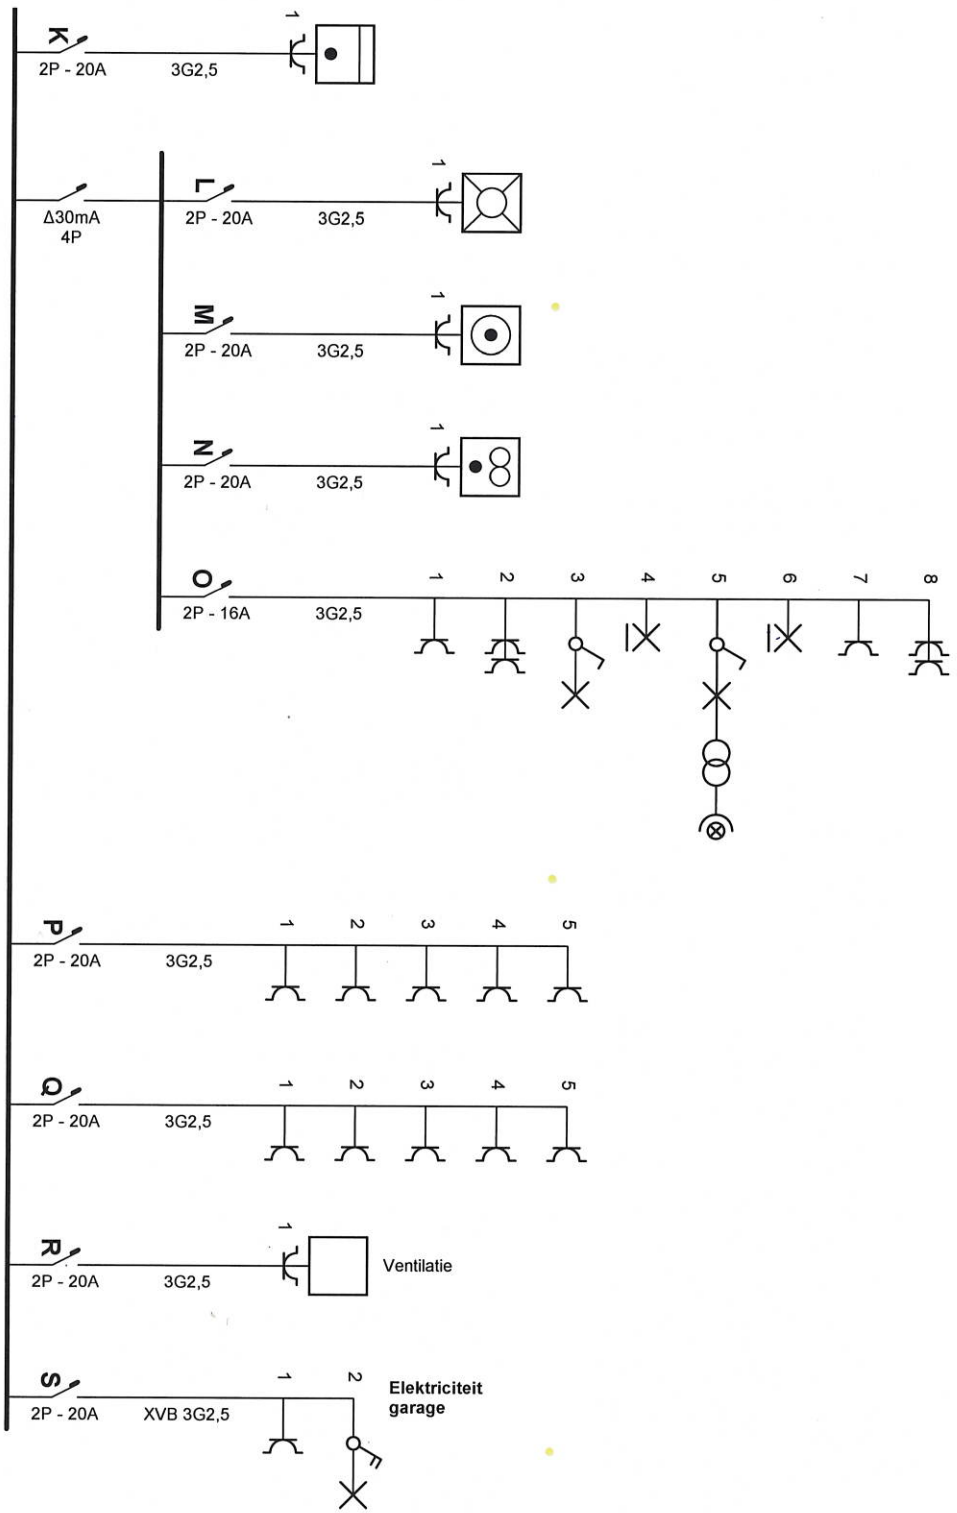 K
1
2P - 20A
3G2,5
Δ30mA
4P
L
1
2P - 20A
3G2,5
M
1
2P - 20A
3G2,5
N
1
2P - 20A
3G2,5
O
1 2 3 4 5 6 7 8
2P - 16A
3G2,5
P
1 2 3 4 5
2P - 20A
3G2,5
Q
1 2 3 4 5
2P - 20A
3G2,5
R
1
Ventilatie
2P - 20A
3G2,5
S
1 2
Elektriciteit
garage
2P - 20A
XVB 3G2,5